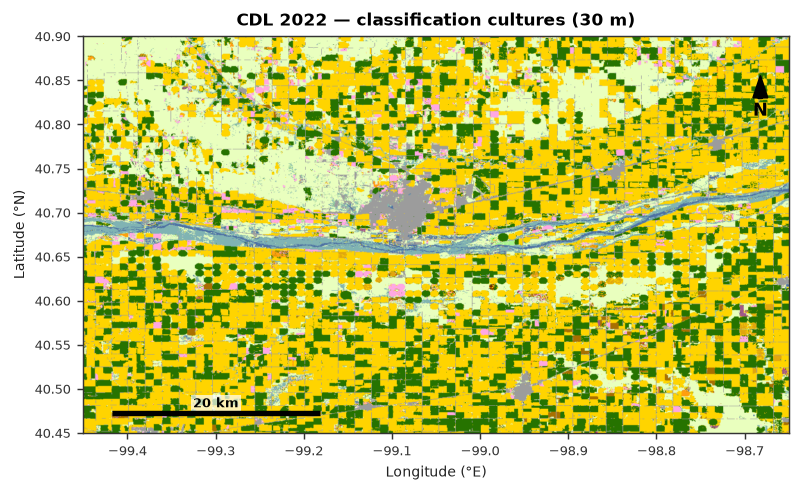 CDL 2022 — classification cultures (30 m)
40.90
40.85
40.80
40.75
40.70
40.65
40.60
40.55
40.50
40.45
Latitude (°N)
N
20 km
−99.4 −99.3 −99.2 −99.1 −99.0 −98.9 −98.8 −98.7
Longitude (°E)